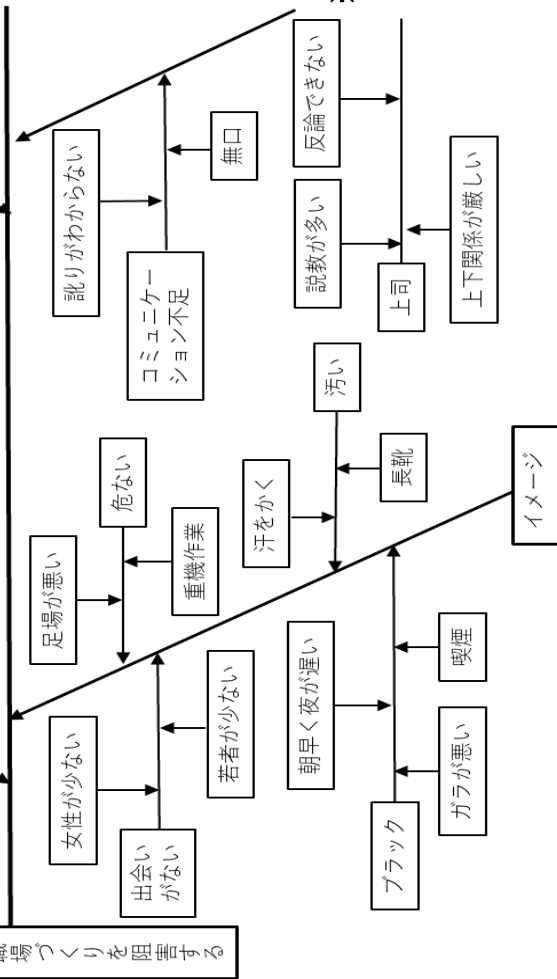 職場づくりを阻害する
女性が少ない
出会い
がない
若者が少ない
足場が悪い
危ない
重機作業
朝早く夜が遅い
ブラック
ガラが悪い
喫煙
汗をかく
汚い
長靴
イメージ
訛りがわからない
コミュニケー
ション不足
無口
説教が多い
反論できない
上司
上下関係が厳しい